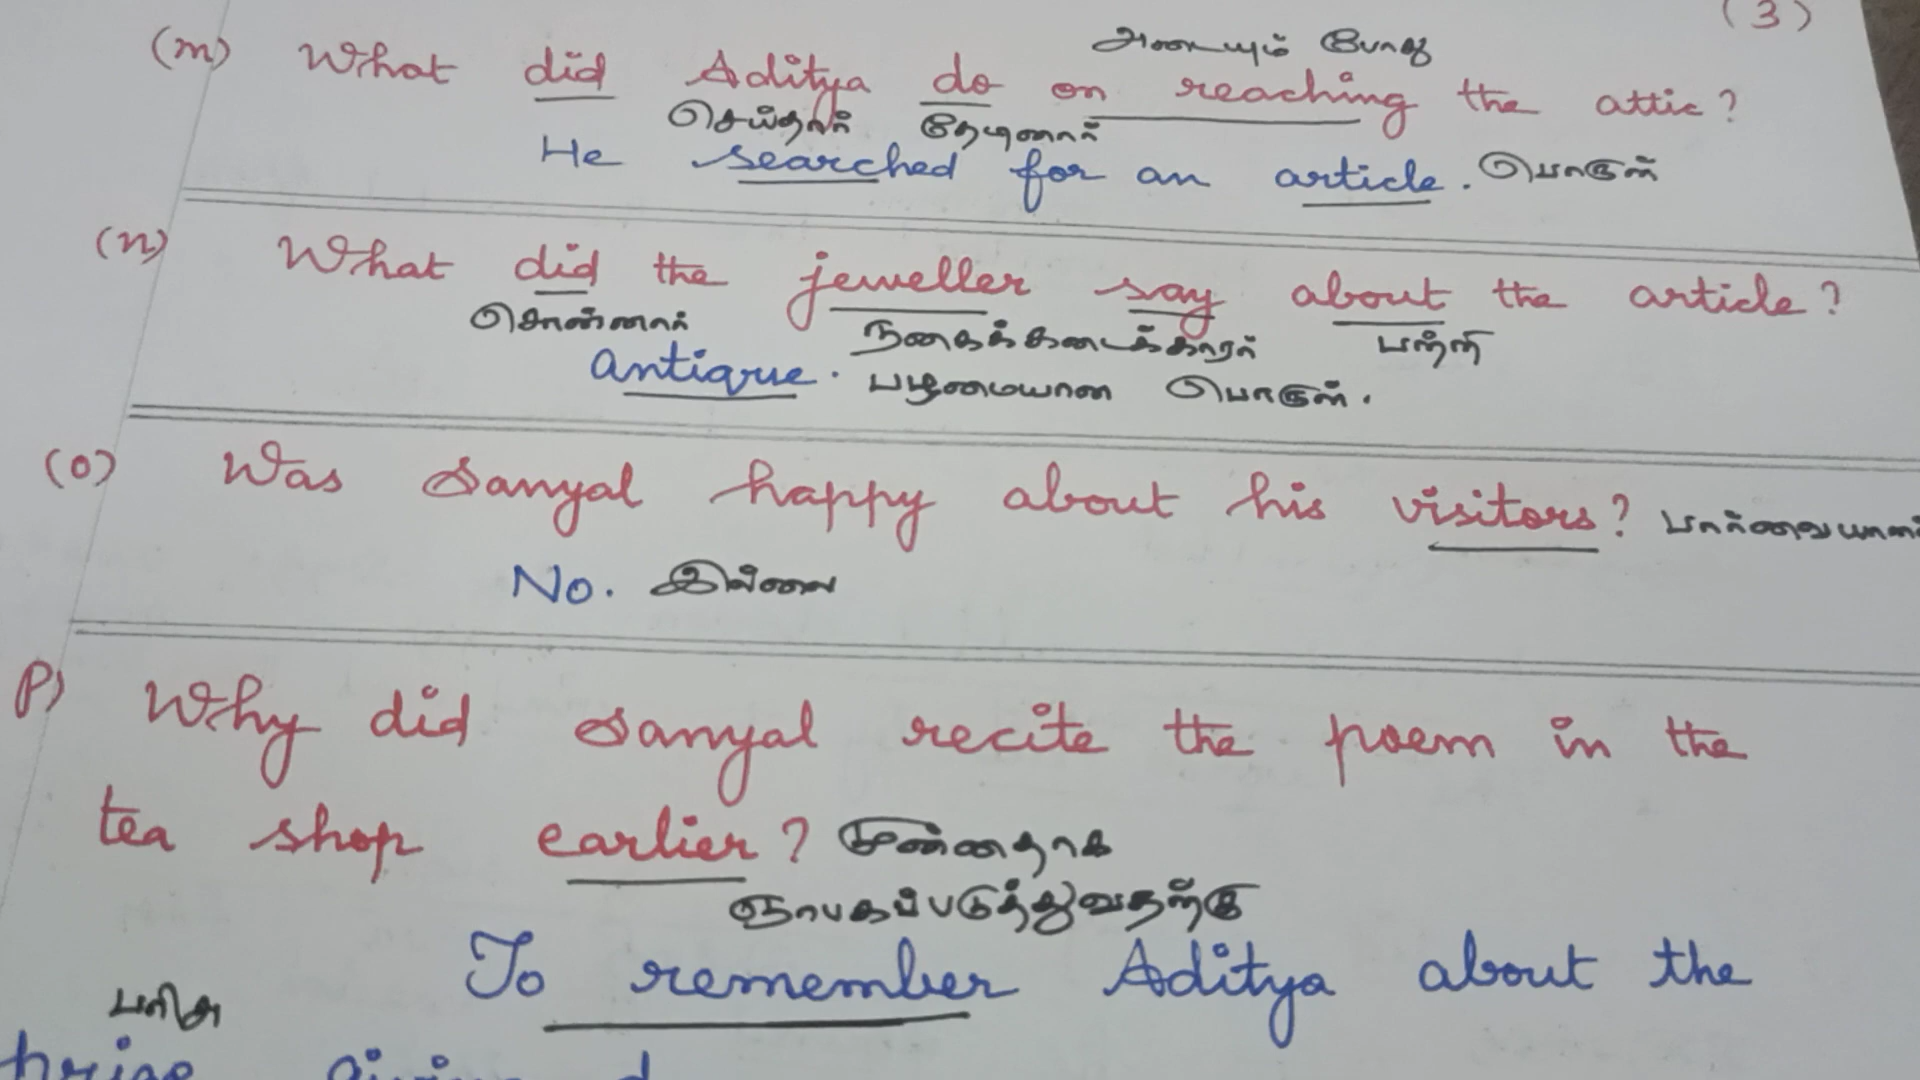 (3)
அடையும் போது
(m) What did Aditya do on reaching the attic?
செய்தார் தேடினார்
He searched for an article. பொருள்
(n) What did the jeweller say about the article?
சொன்னார் நகைக்கடைக்காரர் பற்றி
antique. பழமையான பொருள்.
(o) Was Sanyal happy about his visitors?
No. இல்லை
P) Why did Sanyal recite the poem in the
tea shop earlier? முன்னதாக
ஞாபகப்படுத்துவதற்கு
To remember Aditya about the
பரிசு